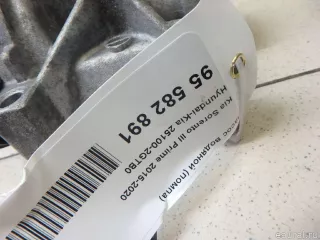 95 582 891
Hyundai-Kia 25100-2GTB0
Kia Sorento III Prime 2015-2020
Насос водяной (помпа)